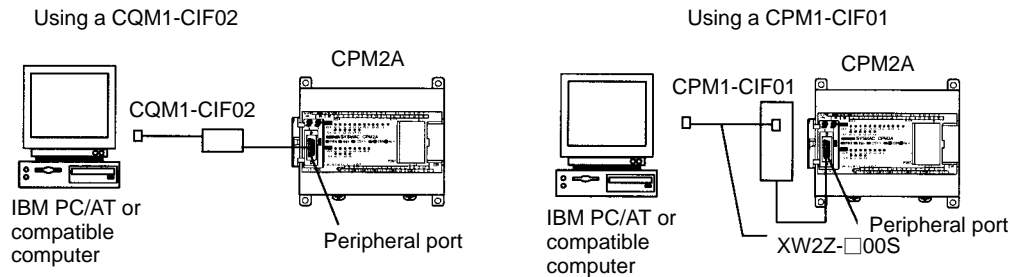 Using a CQM1-CIF02
CPM2A
CQM1-CIF02
IBM PC/AT or
compatible
computer
Peripheral port
Using a CPM1-CIF01
CPM2A
CPM1-CIF01
IBM PC/AT or
compatible
computer
Peripheral port
XW2Z-□00S